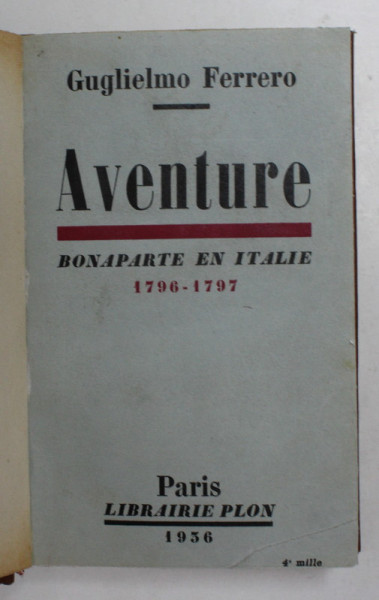 Guglielmo Ferrero
Aventure
BONAPARTE EN ITALIE
1796-1797
Paris
LIBRAIRIE PLON
1936
4e mille